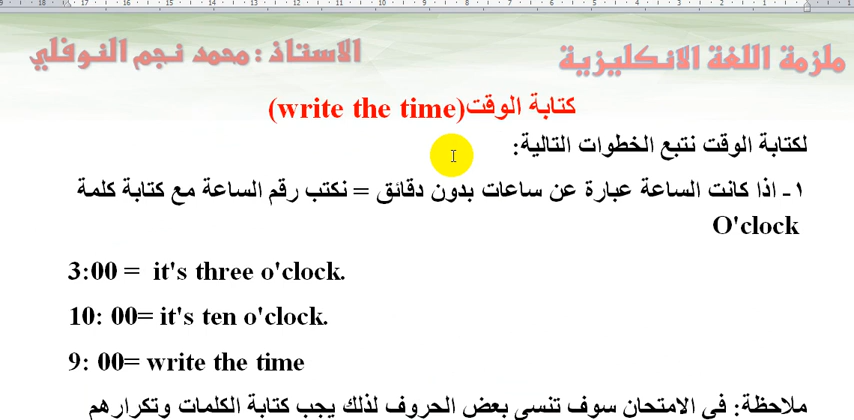 ملزمة اللغة الانكليزية الاستاذ : محمد نجم النوفلي
كتابة الوقت(write the time)
لكتابة الوقت نتبع الخطوات التالية:
١- اذا كانت الساعة عبارة عن ساعات بدون دقائق = نكتب رقم الساعة مع كتابة كلمة
O'clock
3:00 = it's three o'clock.
10: 00= it's ten o'clock.
9: 00= write the time
ملاحظة: في الامتحان سوف تنسى بعض الحروف لذلك يجب كتابة الكلمات وتكرارهم